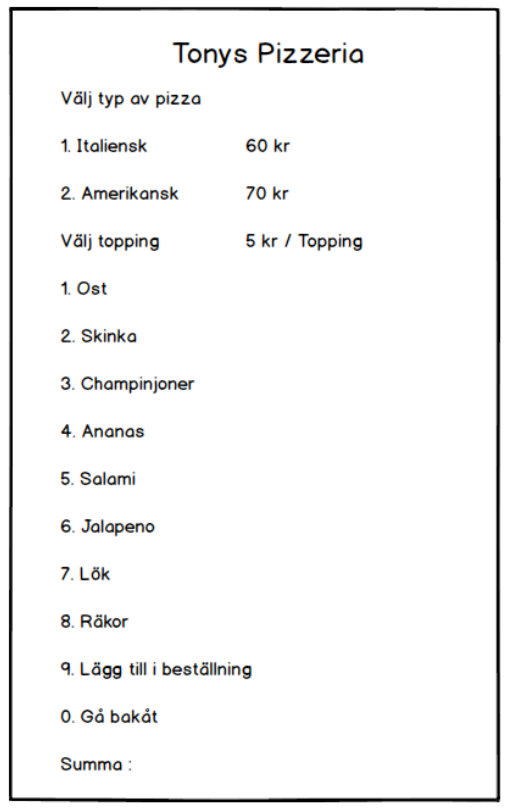 Tonys Pizzeria
Välj typ av pizza
1. Italiensk 60 kr
2. Amerikansk 70 kr
Välj topping 5 kr / Topping
1. Ost
2. Skinka
3. Champinjoner
4. Ananas
5. Salami
6. Jalapeno
7. Lök
8. Räkor
9. Lägg till i beställning
0. Gå bakåt
Summa :